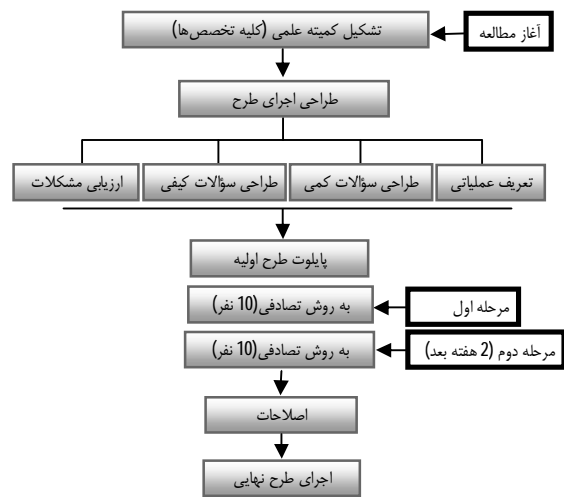 آغاز مطالعه
تشکیل کمیته علمی (کلیه تخصص‌ها)
طراحی اجرای طرح
تعریف عملیاتی
طراحی سؤالات کمی
طراحی سؤالات کیفی
ارزیابی مشکلات
پایلوت طرح اولیه
مرحله اول
به روش تصادفی(10 نفر)
مرحله دوم (2 هفته بعد)
به روش تصادفی(10 نفر)
اصلاحات
اجرای طرح نهایی